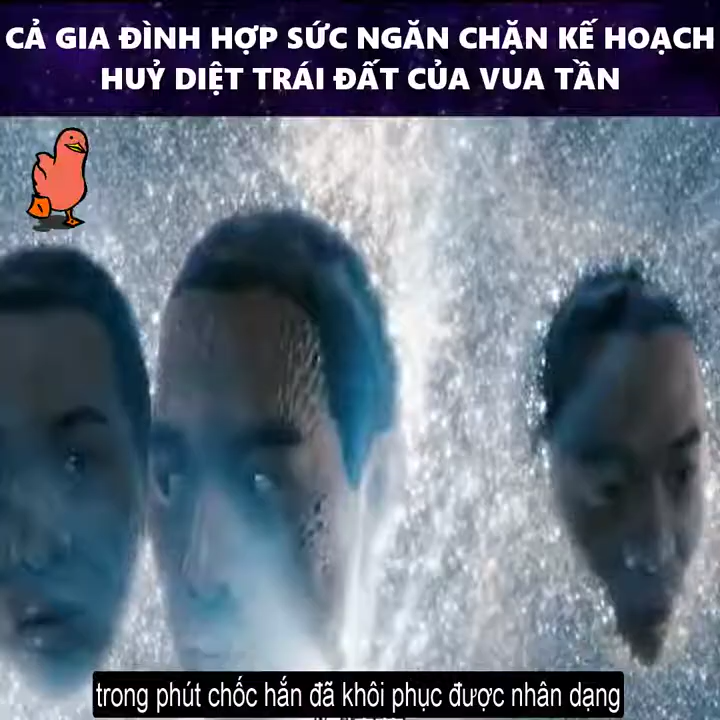 CẢ GIA ĐÌNH HỢP SỨC NGĂN CHẶN KẾ HOẠCH
HUỶ DIỆT TRÁI ĐẤT CỦA VUA TẦN
trong phút chốc hắn đã khôi phục được nhân dạng